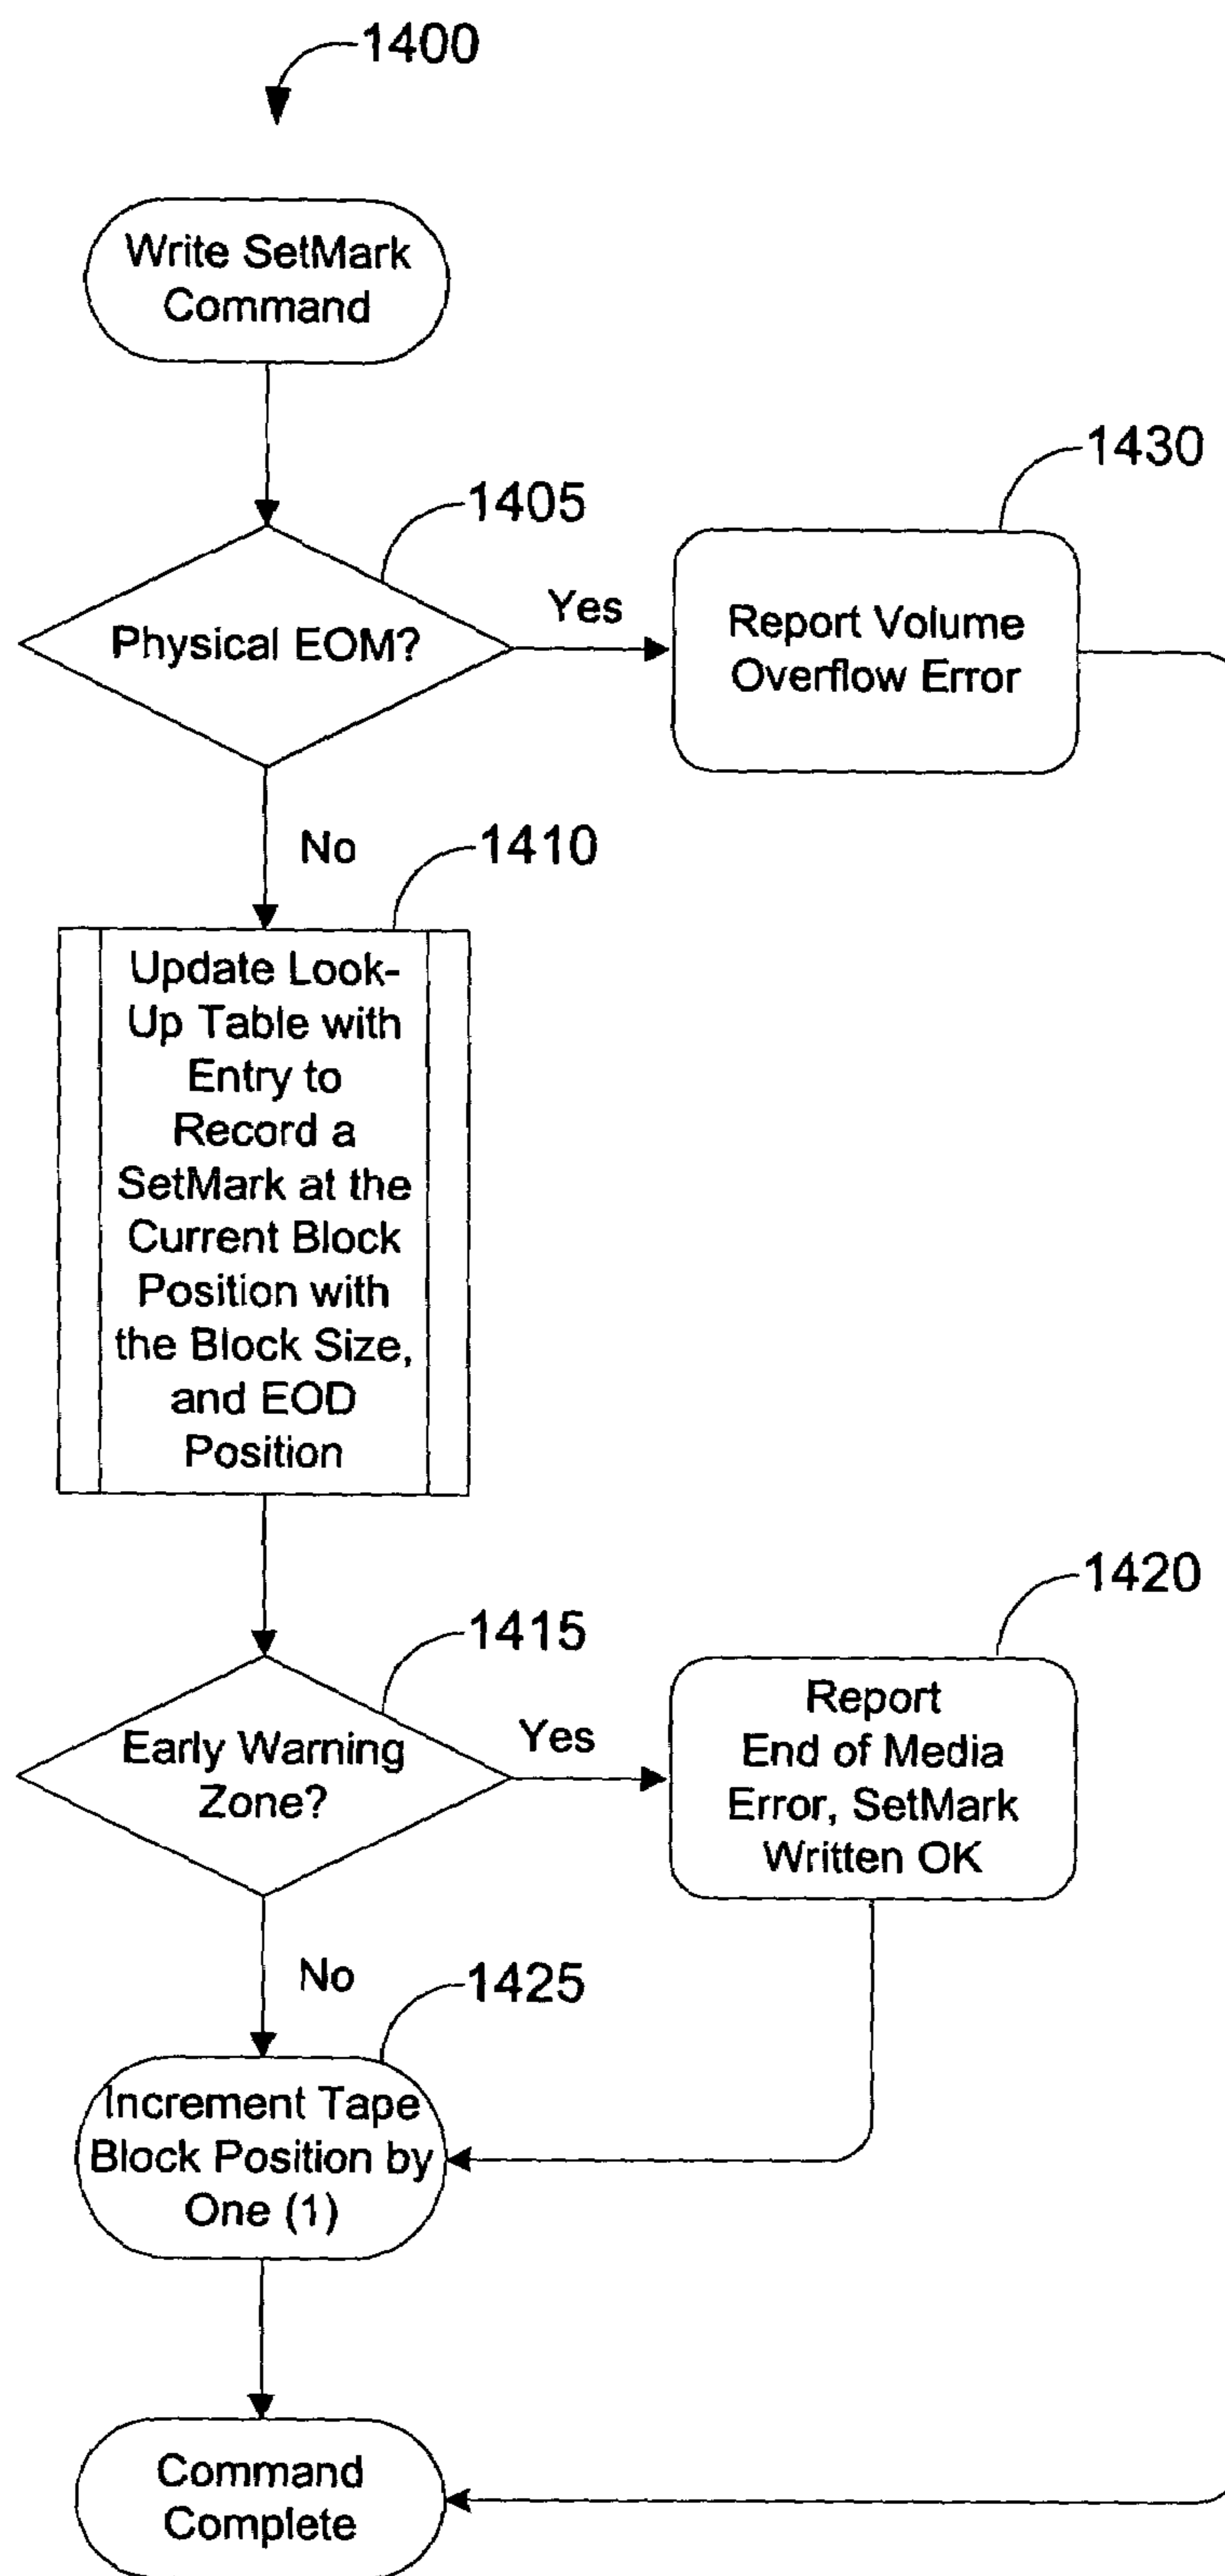 1400
Write SetMark
Command
1405
Physical EOM?
Yes
1430
Report Volume
Overflow Error
No
1410
Update Look-
Up Table with
Entry to
Record a
SetMark at the
Current Block
Position with
the Block Size,
and EOD
Position
1415
Early Warning
Zone?
Yes
1420
Report
End of Media
Error, SetMark
Written OK
No
1425
Increment Tape
Block Position by
One (1)
Command
Complete